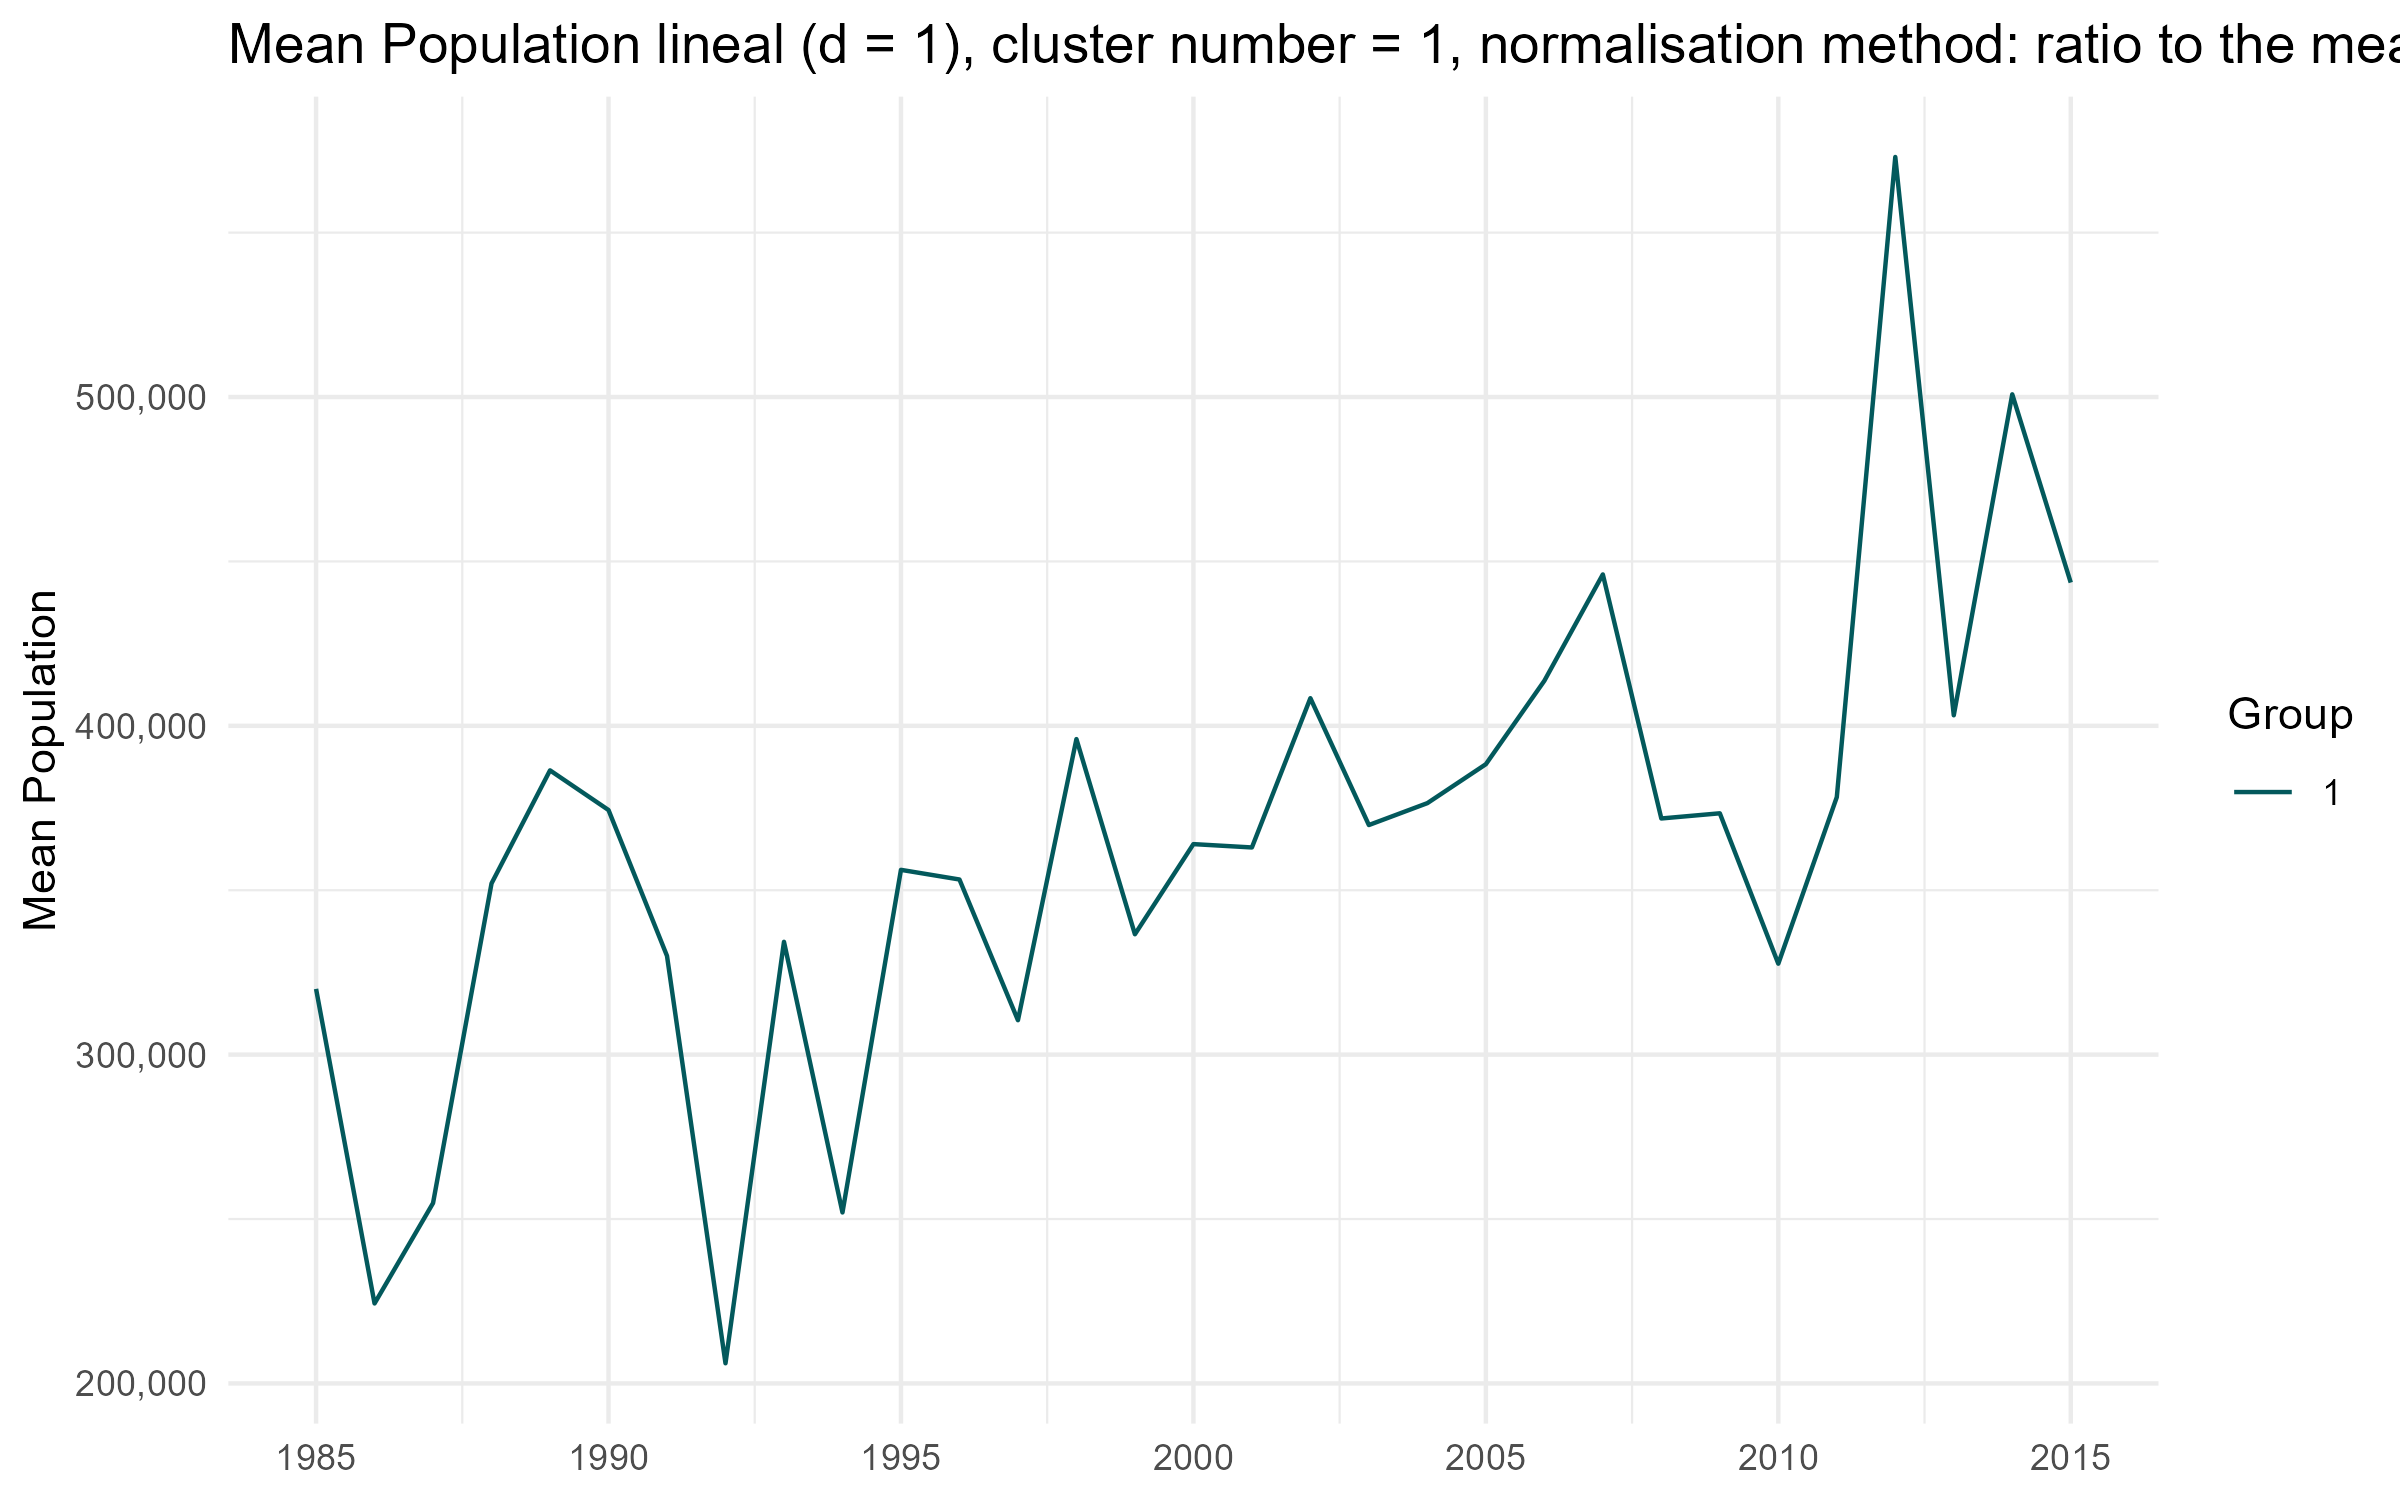 Mean Population lineal (d = 1), cluster number = 1, normalisation method: ratio to the
Mean Population
500,000
400,000
300,000
200,000
1985 1990 1995 2000 2005 2010 2015
Group
1